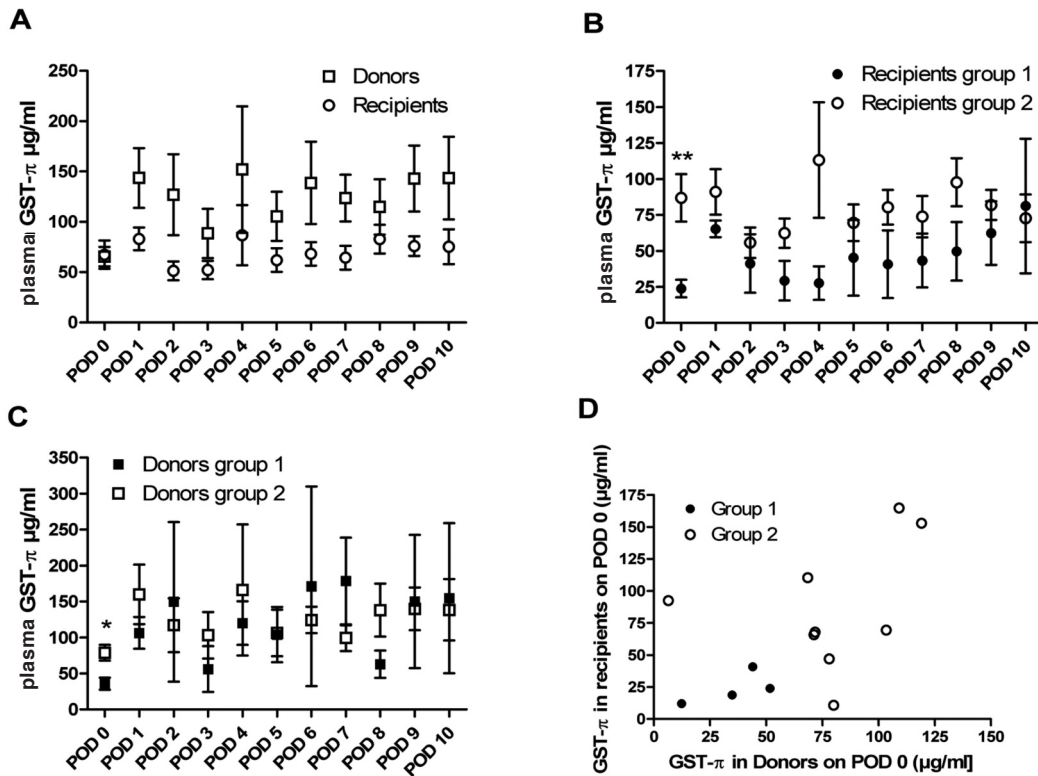 A
plasma GST-π µg/ml
250
200
150
100
50
0
Donors
Recipients
POD 0
POD 1
POD 2
POD 3
POD 4
POD 5
POD 6
POD 7
POD 8
POD 9
POD 10
B
plasma GST-π µg/ml
175
150
125
100
75
50
25
0
Recipients group 1
Recipients group 2
**
POD 0
POD 1
POD 2
POD 3
POD 4
POD 5
POD 6
POD 7
POD 8
POD 9
POD 10
C
plasma GST-π µg/ml
350
300
250
200
150
100
50
0
Donors group 1
Donors group 2
*
POD 0
POD 1
POD 2
POD 3
POD 4
POD 5
POD 6
POD 7
POD 8
POD 9
POD 10
D
GST-π in recipients on POD 0 (µg/ml)
175
150
125
100
75
50
25
0
Group 1
Group 2
0 25 50 75 100 125 150
GST-π in Donors on POD 0 (µg/ml]